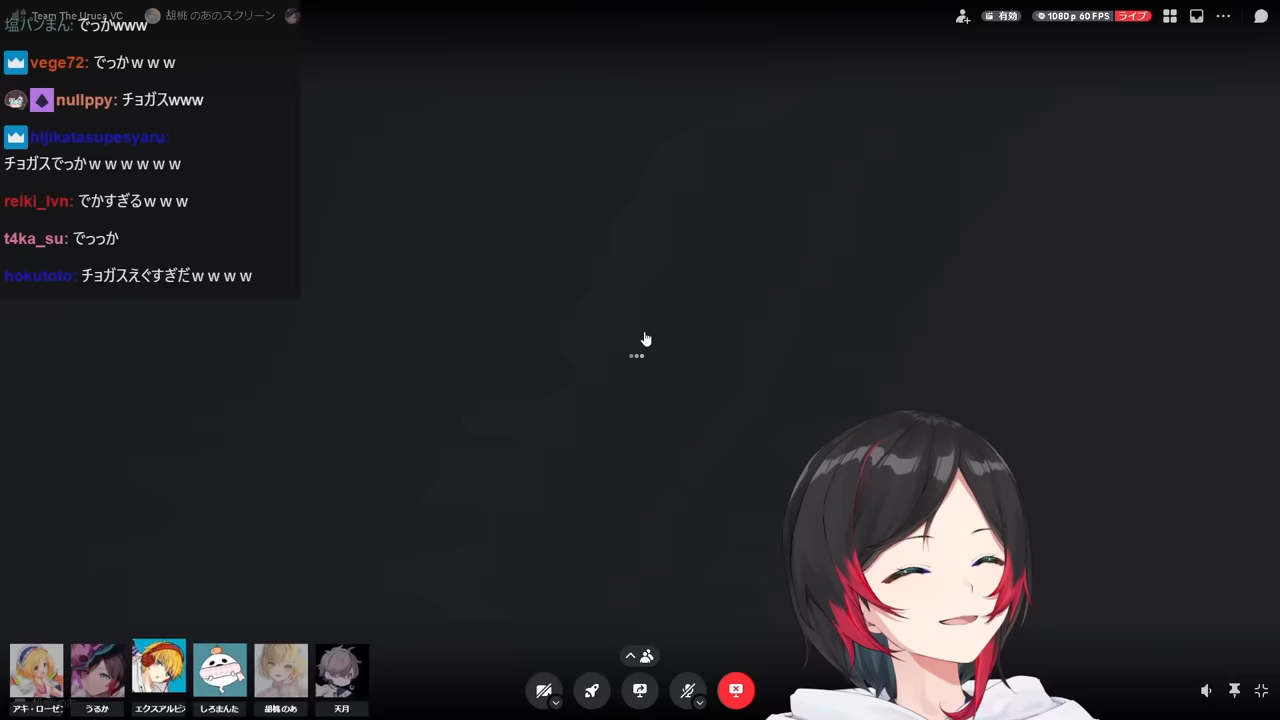 Team The Uruca VC
胡桃 のあのスクリーン
有効
1080p 60FPS
ライブ
塩パンまん: でっかwww
vege72: でっかｗｗｗ
nullppy: チョガスwww
hijikatasupesyaru:
チョガスでっかｗｗｗｗｗｗ
reiki_lvn: でかすぎるｗｗｗ
t4ka_su: でっっか
hokutoto: チョガスえぐすぎだｗｗｗｗ
アキ・ローゼ
うるか
エクスアルビ
しろまんた
胡桃のあ
天月